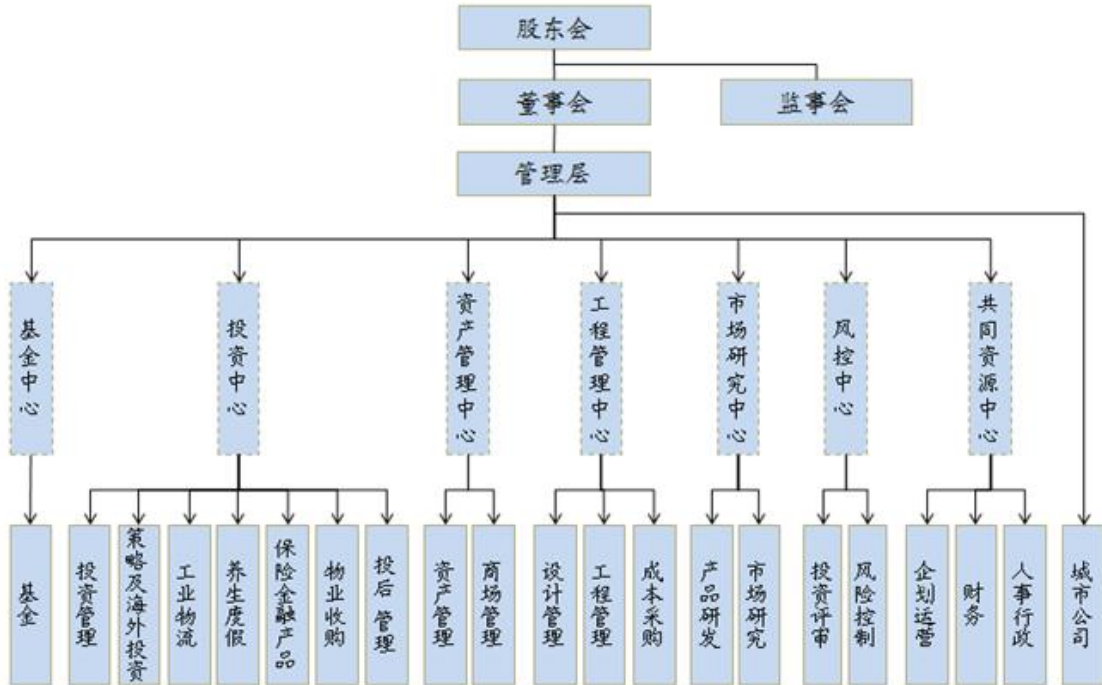 股东会
董事会
监事会
管理层
基金中心
投资中心
资产管理中心
工程管理中心
市场研究中心
风控中心
共同资源中心
基金
投资管理
策略及海外投资
工业物流
养生度假
保险金融产品
物业收购
投后 管理
资产管理
商场管理
设计管理
工程管理
成本采购
产品研发
市场研究
投资评审
风险控制
企划运营
财务
人事行政
城市公司